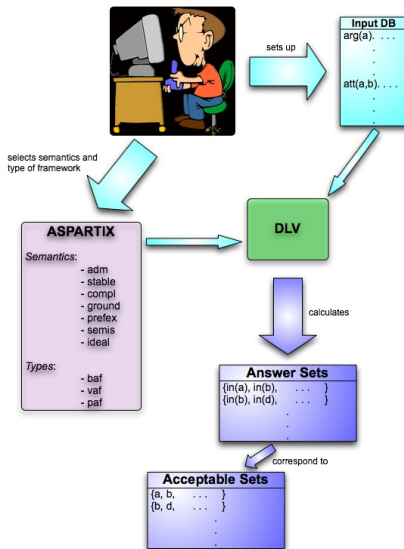 Input DB
arg(a). . . .
.
.
.
att(a,b). . . .
.
.
.
sets up
selects semantics and
type of framework
ASPARTIX
Semantics:
- adm
- stable
- compl
- ground
- prefex
- semis
- ideal
Types:
- baf
- vaf
- paf
DLV
calculates
Answer Sets
{in(a), in(b), . . . }
{in(b), in(d), . . . }
.
.
.
correspond to
Acceptable Sets
{a, b, . . . }
{b, d, . . . }
.
.
.